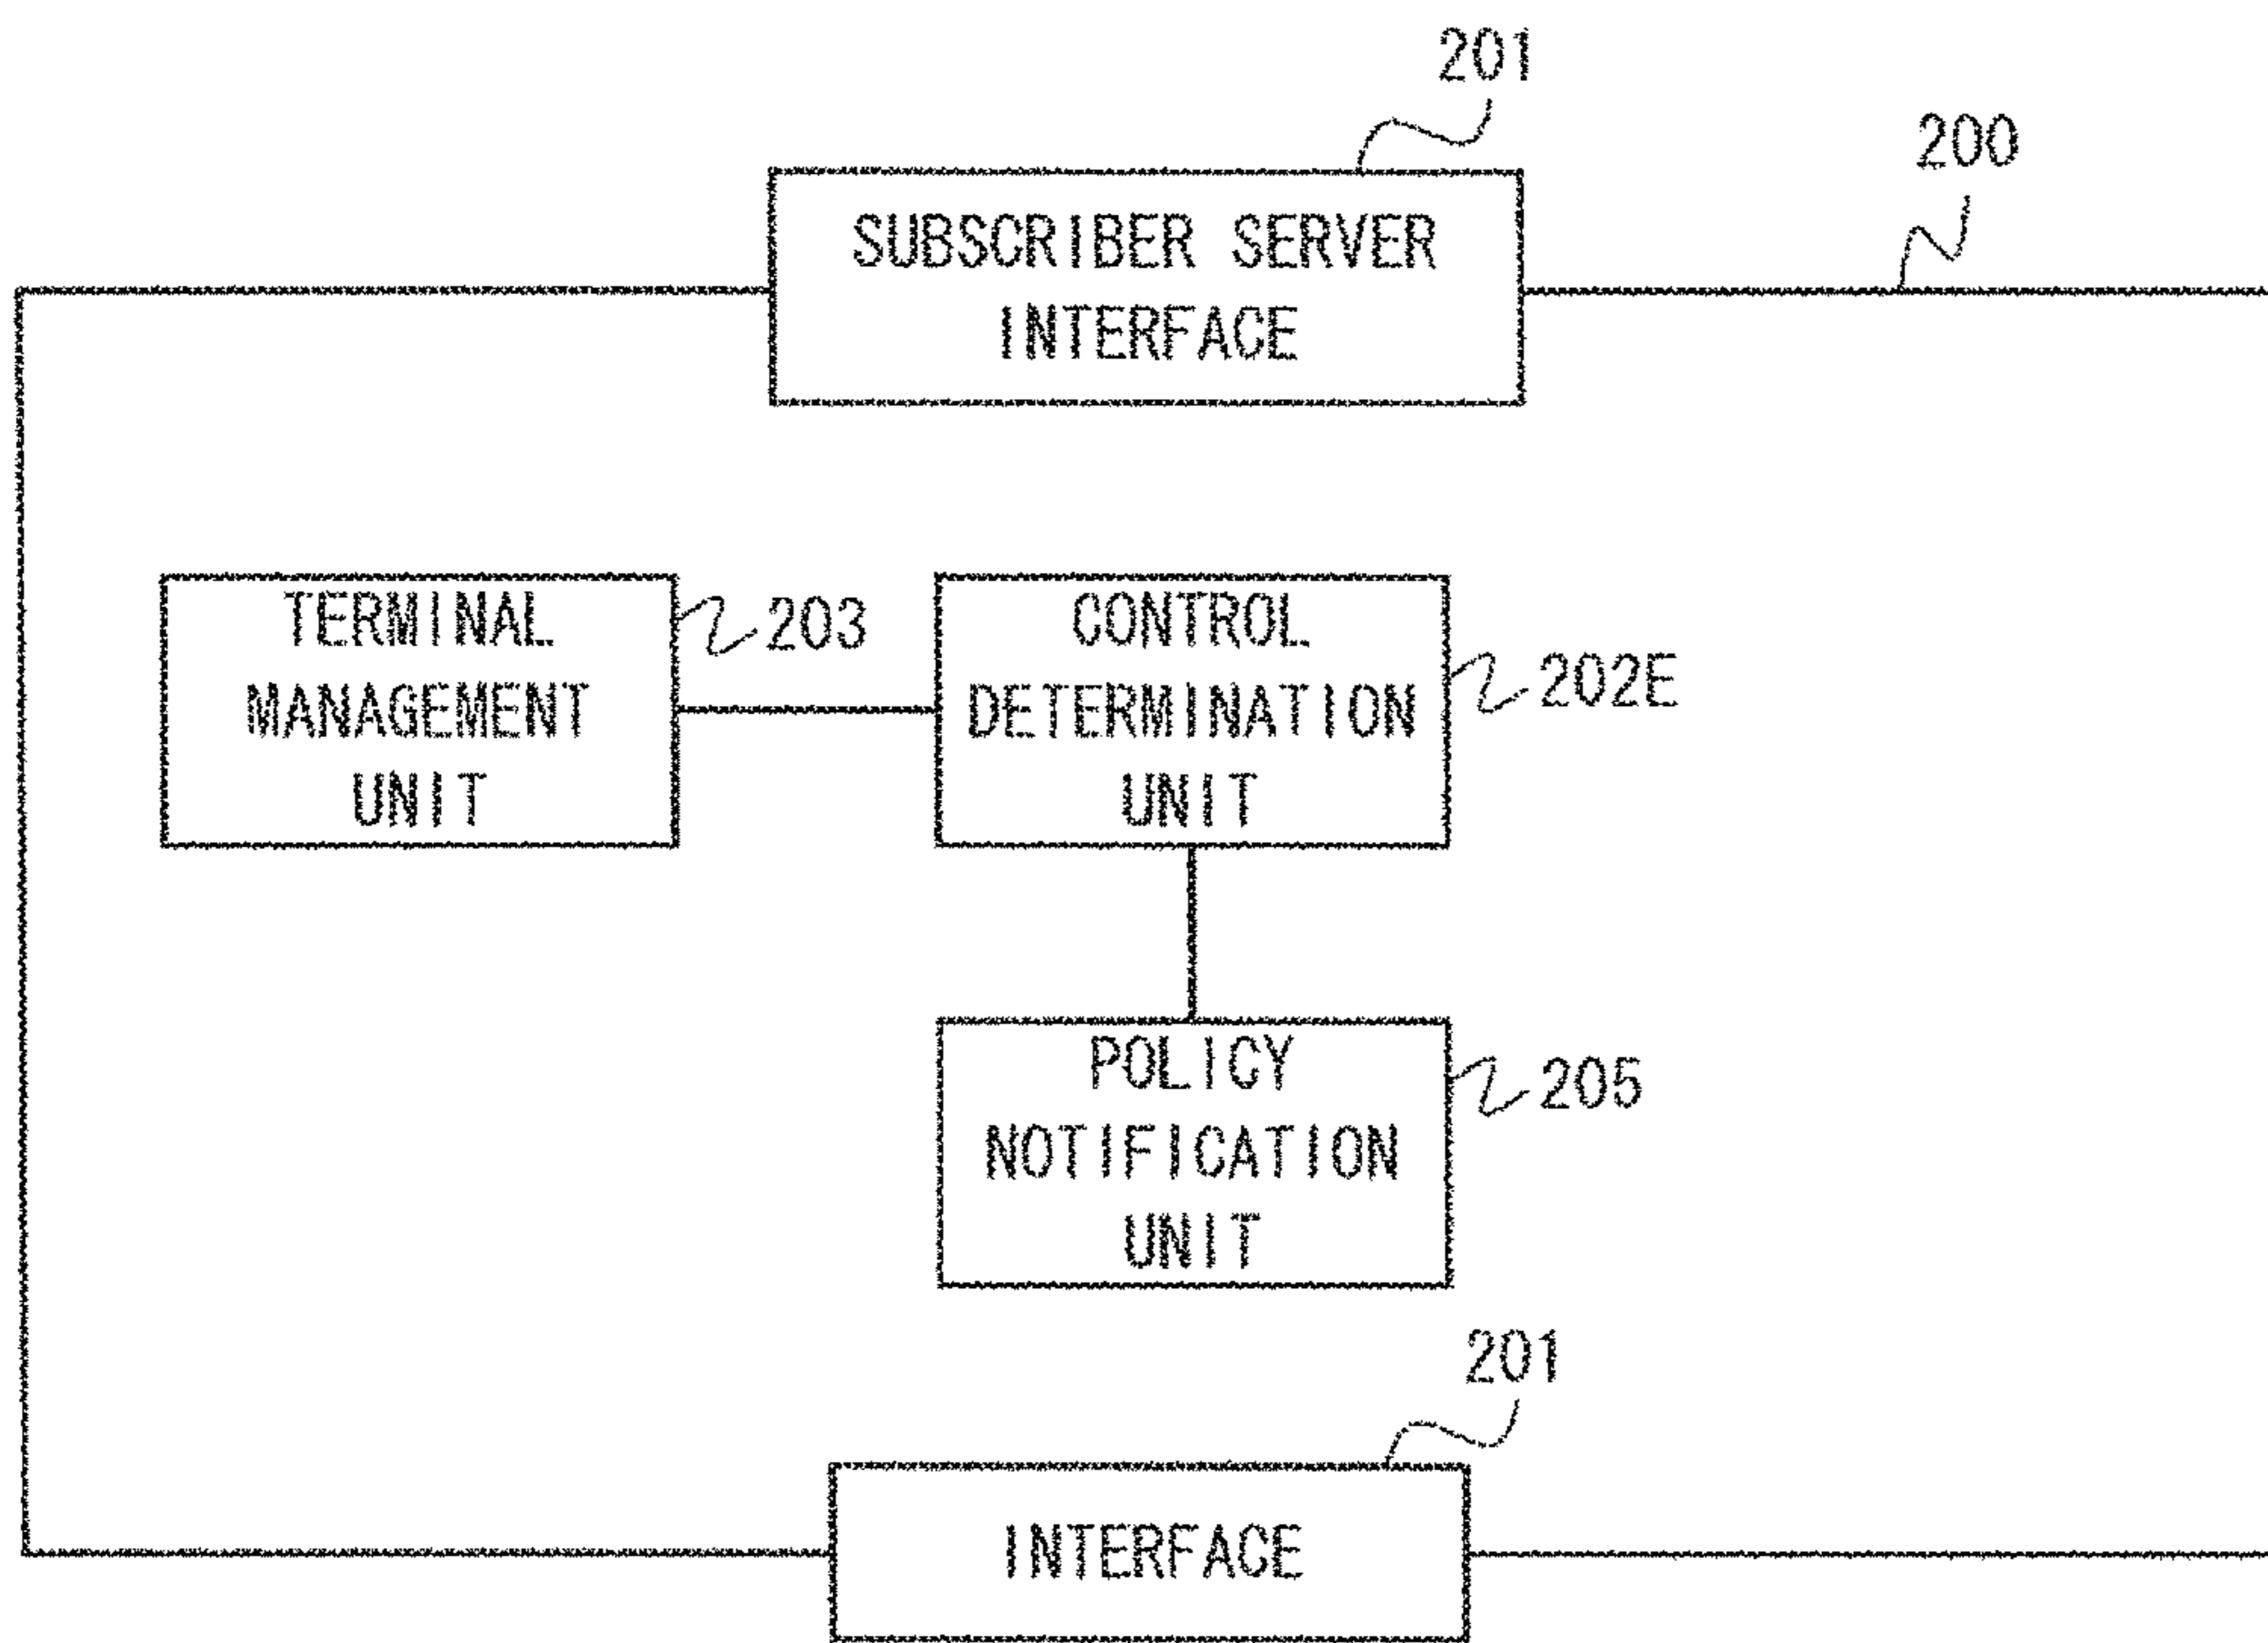 201
200
SUBSCRIBER SERVER
INTERFACE
TERMINAL
MANAGEMENT
UNIT
203
CONTROL
DETERMINATION
UNIT
202E
POLICY
NOTIFICATION
UNIT
205
201
INTERFACE